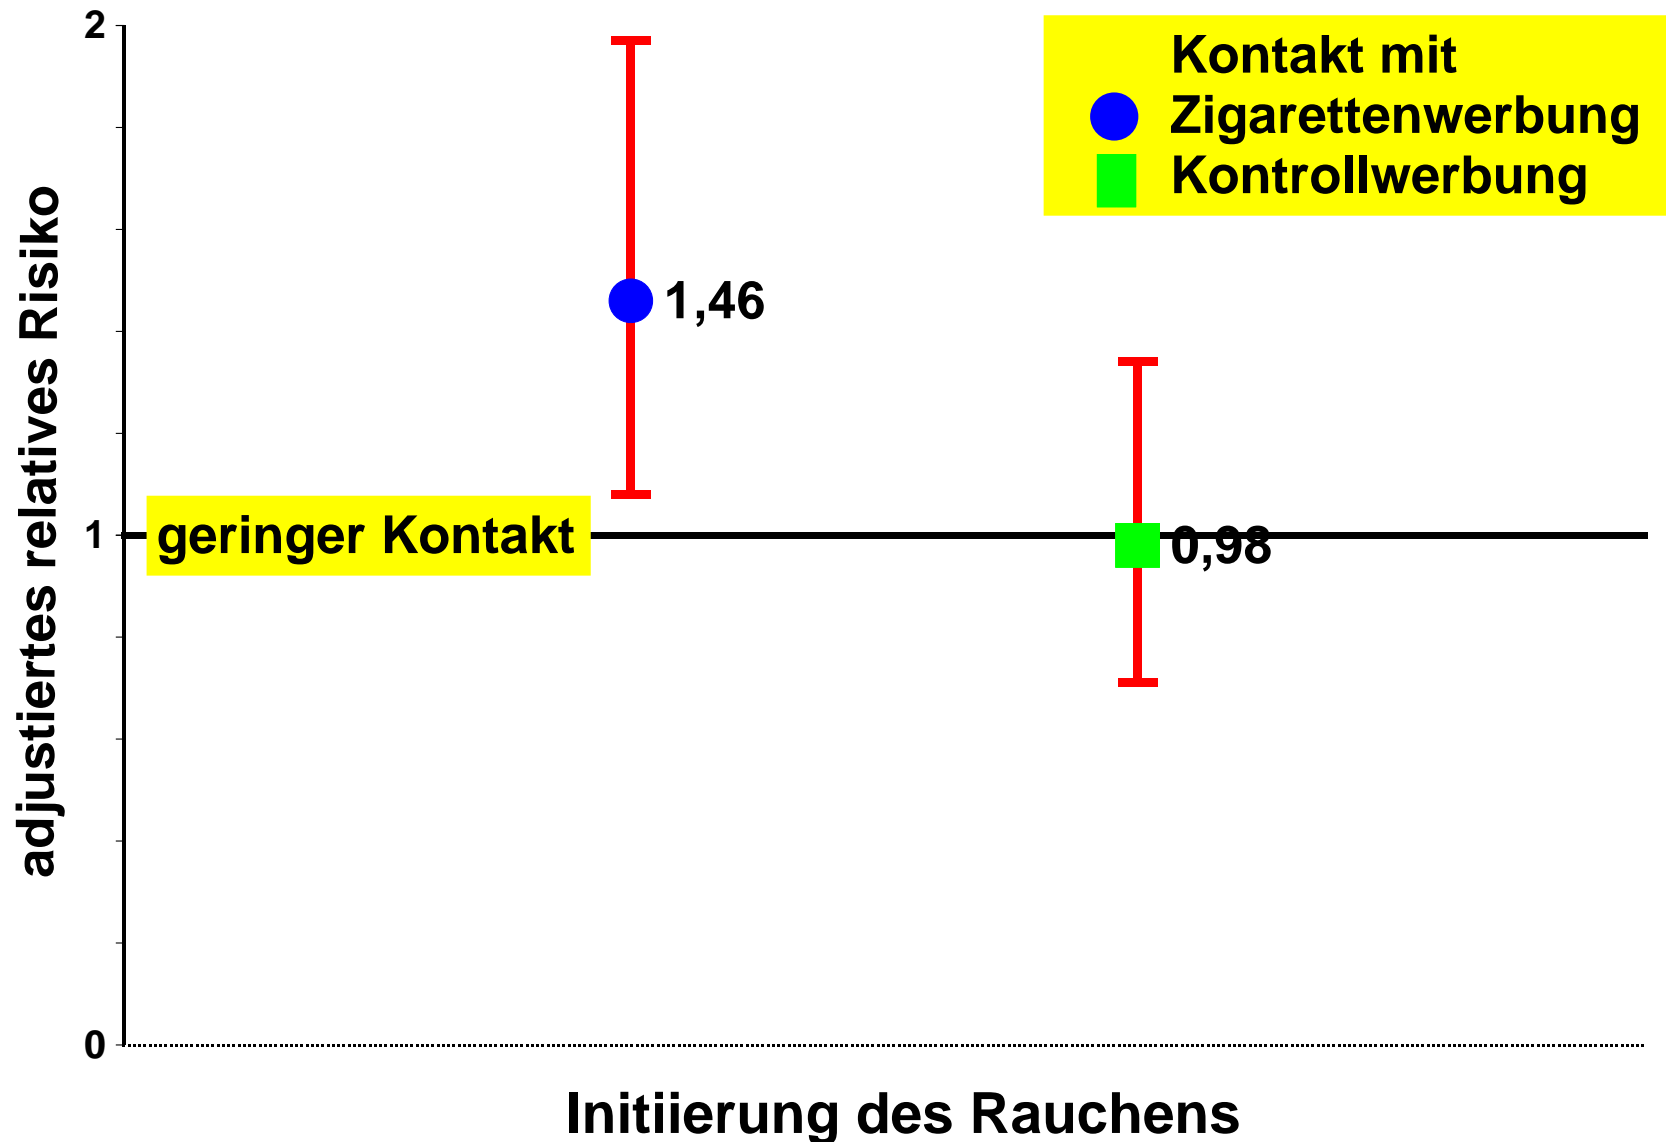 2
Kontakt mit
Zigarettenwerbung
Kontrollwerbung
adjustiertes relatives Risiko
1,46
1
geringer Kontakt
0,98
0
Initiierung des Rauchens